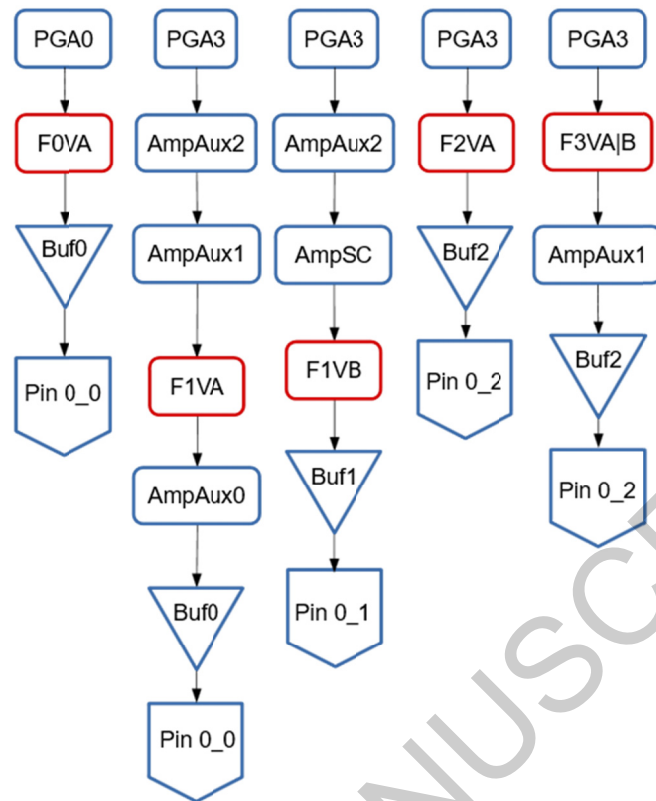 PGA0
F0VA
Buf0
Pin 0_0
PGA3
AmpAux2
AmpAux1
F1VA
AmpAux0
Buf0
Pin 0_0
PGA3
AmpAux2
AmpSC
F1VB
Buf1
Pin 0_1
PGA3
F2VA
Buf2
Pin 0_2
PGA3
F3VA|B
AmpAux1
Buf2
Pin 0_2